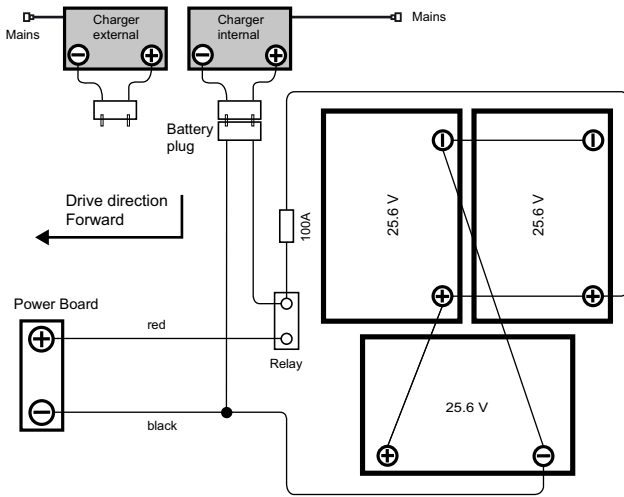 Mains
Charger
external
Charger
internal
Mains
Battery
plug
Drive direction
Forward
100A
25.6 V
25.6 V
Power Board
red
Relay
25.6 V
black